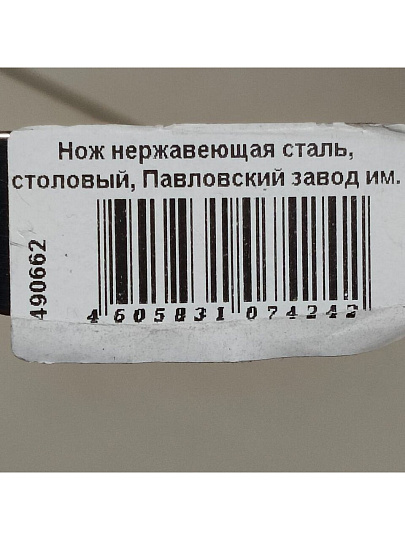 Нож нержавеющая сталь,
столовый, Павловский завод им.
490662
4 605831 074242